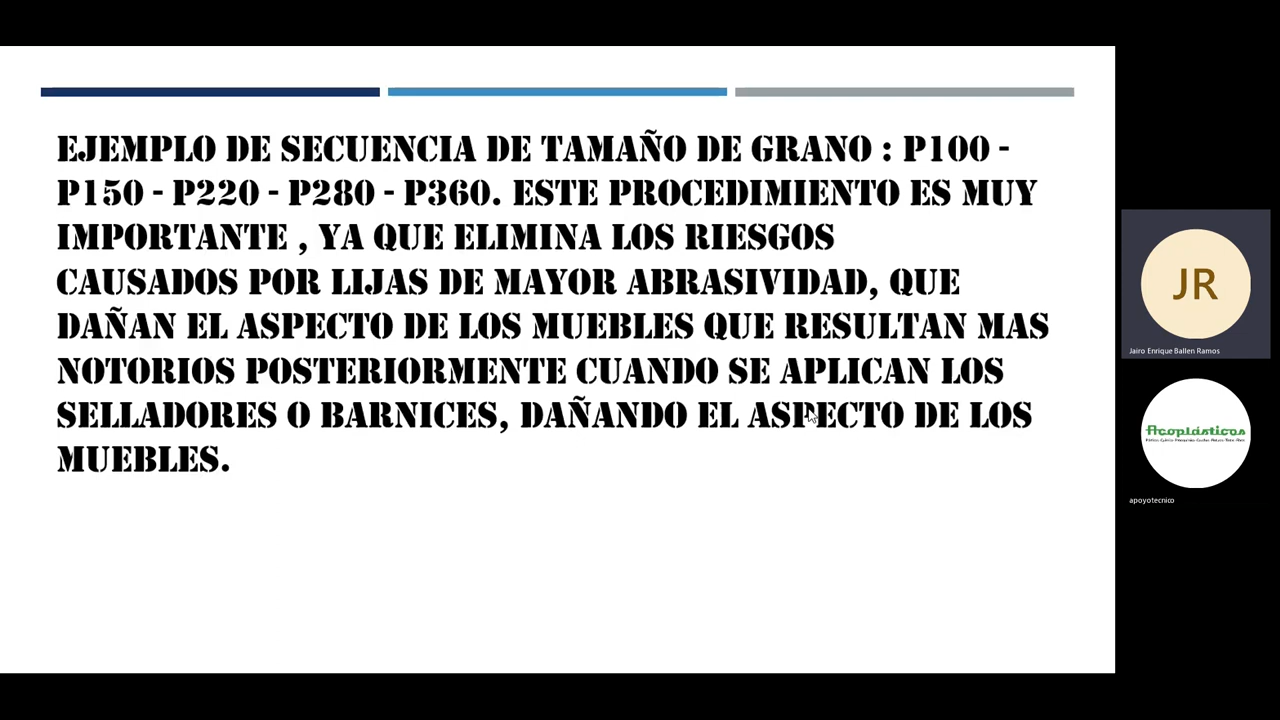 EJEMPLO DE SECUENCIA DE TAMAÑO DE GRANO : P100 -
P150 - P220 - P280 - P360. ESTE PROCEDIMIENTO ES MUY
IMPORTANTE , YA QUE ELIMINA LOS RIESGOS
CAUSADOS POR LIJAS DE MAYOR ABRASIVIDAD, QUE
DAÑAN EL ASPECTO DE LOS MUEBLES QUE RESULTAN MAS
NOTORIOS POSTERIORMENTE CUANDO SE APLICAN LOS
SELLADORES O BARNICES, DAÑANDO EL ASPECTO DE LOS
MUEBLES.
JR
Jairo Enrique Ballen Ramos
Acoplásticos
apoyotecnico